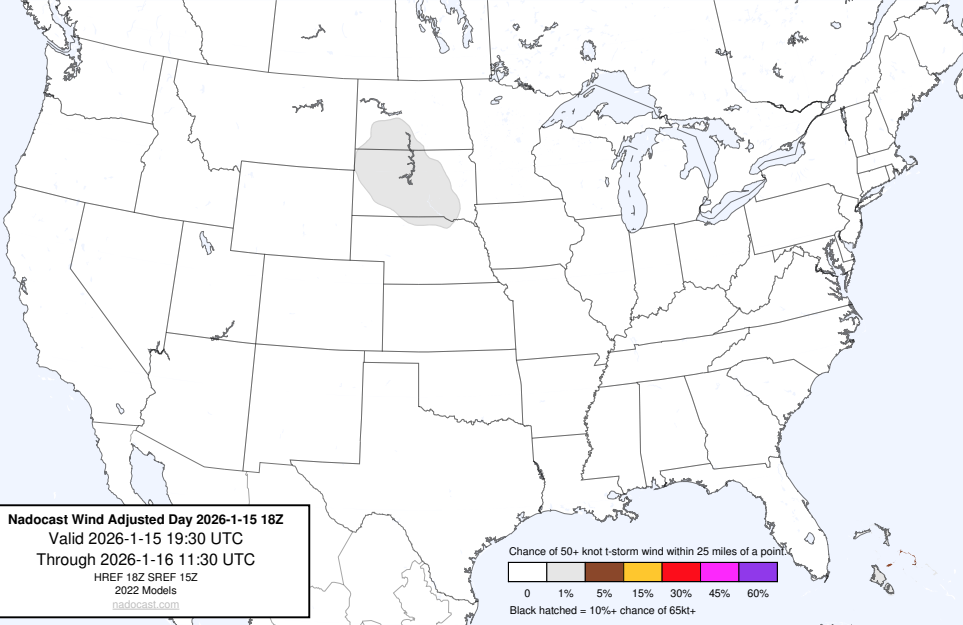 Nadocast Wind Adjusted Day 2026-1-15 18Z
Valid 2026-1-15 19:30 UTC
Through 2026-1-16 11:30 UTC
HREF 18Z SREF 15Z
2022 Models
nadocast.com
Chance of 50+ knot t-storm wind within 25 miles of a point.
0 1% 5% 15% 30% 45% 60%
Black hatched = 10%+ chance of 65kt+